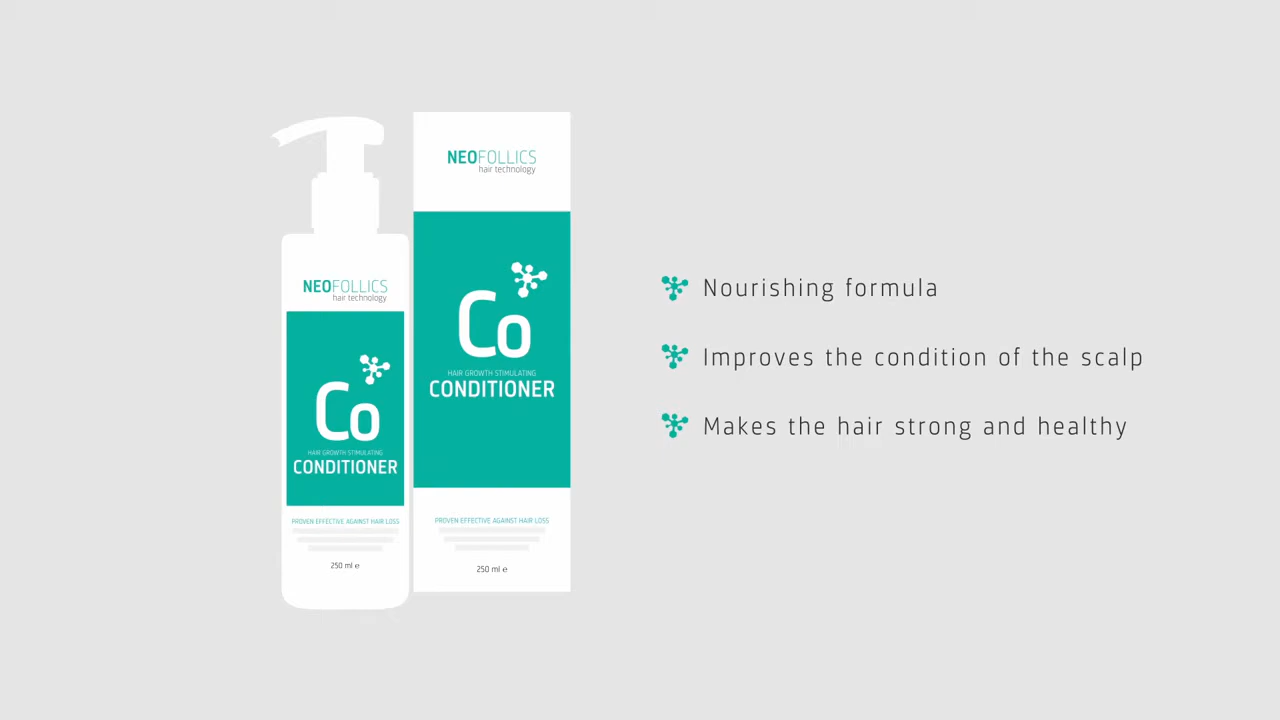 NEOFOLLICS
hair technology
Co
HAIR GROWTH STIMULATING
CONDITIONER
PROVEN EFFECTIVE AGAINST HAIR LOSS
250 ml e
NEOFOLLICS
hair technology
Co
HAIR GROWTH-STIMULATING
CONDITIONER
PROVEN EFFECTIVE AGAINST HAIR LOSS
250 ml e
Nourishing formula
Improves the condition of the scalp
Makes the hair strong and healthy